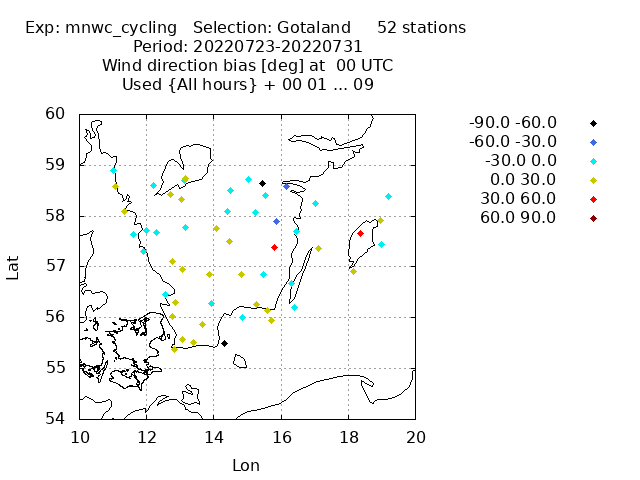 Exp: mnwc_cycling Selection: Gotaland 52 stations
Period: 20220723-20220731
Wind direction bias [deg] at 00 UTC
Used {All hours} + 00 01 ... 09
-90.0 -60.0
-60.0 -30.0
-30.0 0.0
0.0 30.0
30.0 60.0
60.0 90.0
60
59
58
57
56
55
54
Lat
10 12 14 16 18 20
Lon